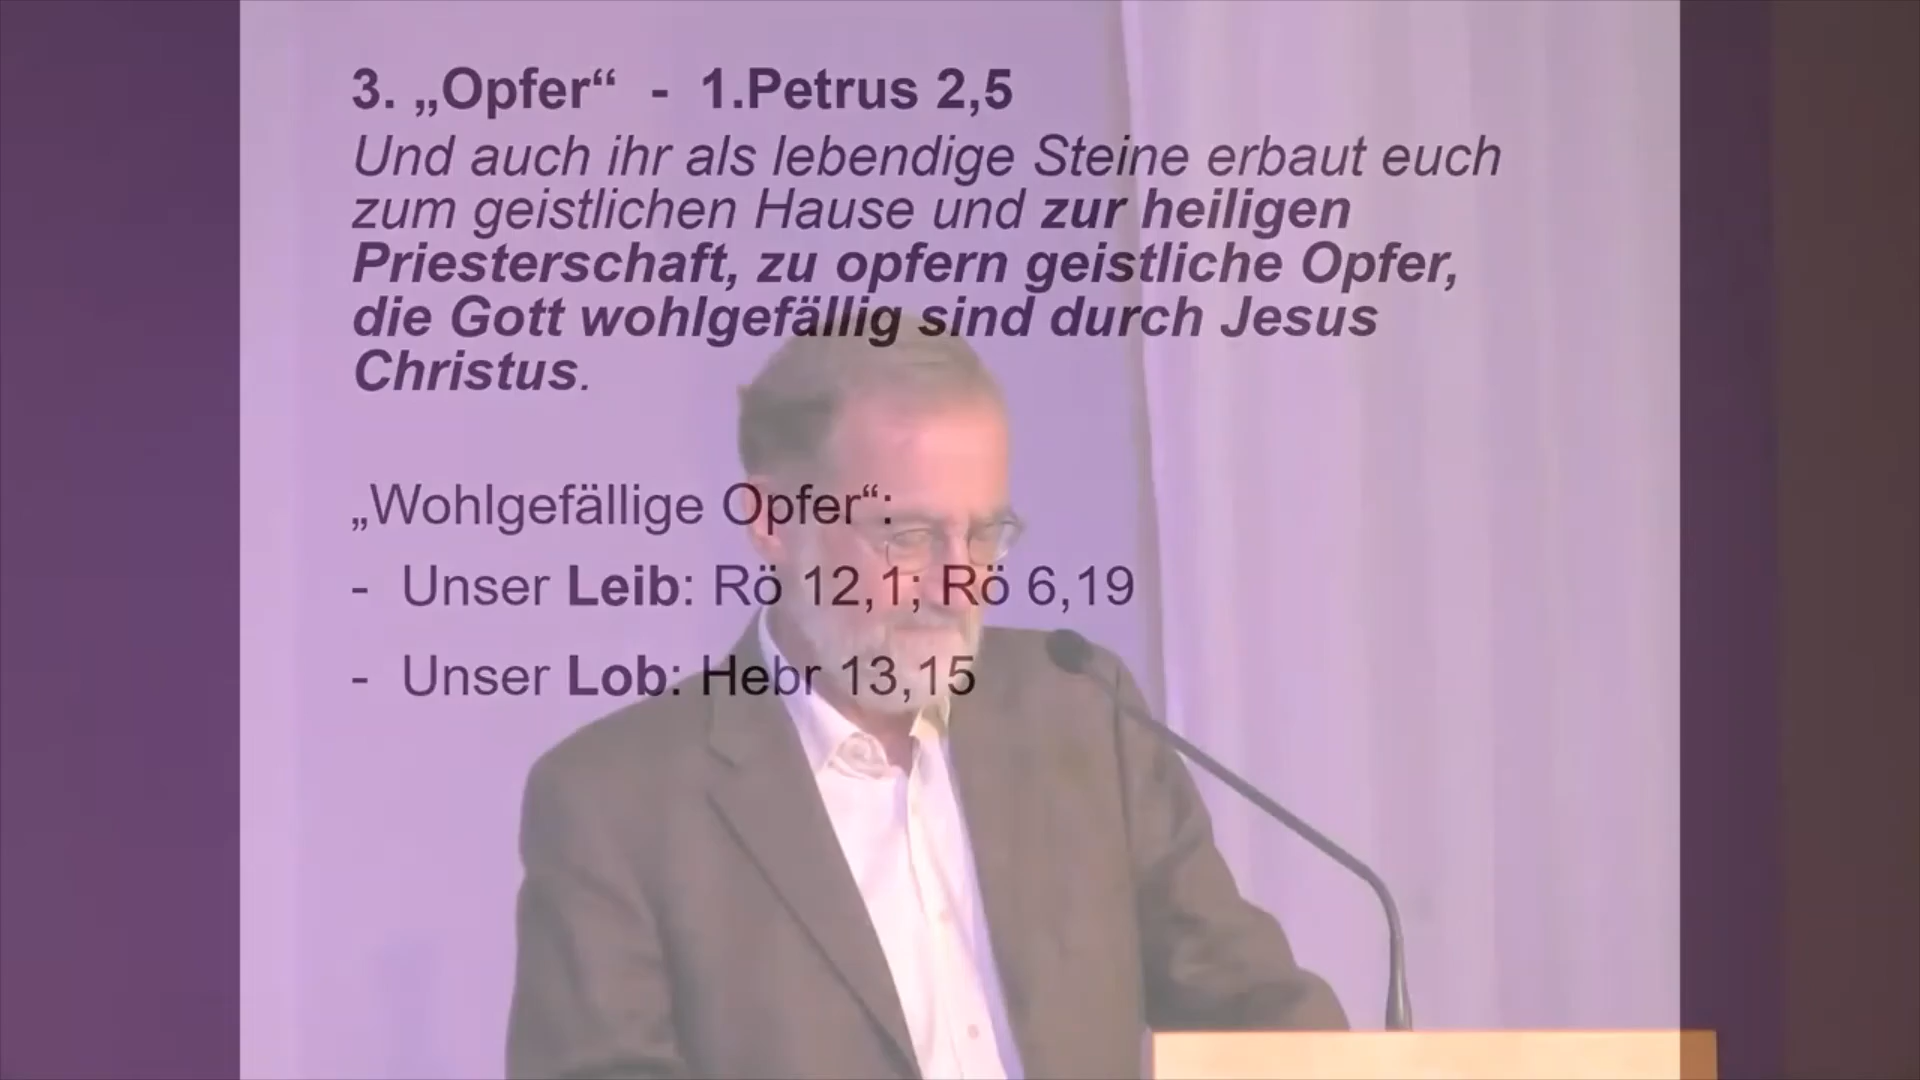 3. „Opfer“ - 1.Petrus 2,5
Und auch ihr als lebendige Steine erbaut euch
zum geistlichen Hause und zur heiligen
Priesterschaft, zu opfern geistliche Opfer,
die Gott wohlgefällig sind durch Jesus
Christus.
„Wohlgefällige Opfer“:
- Unser Leib: Rö 12,1; Rö 6,19
- Unser Lob: Hebr 13,15